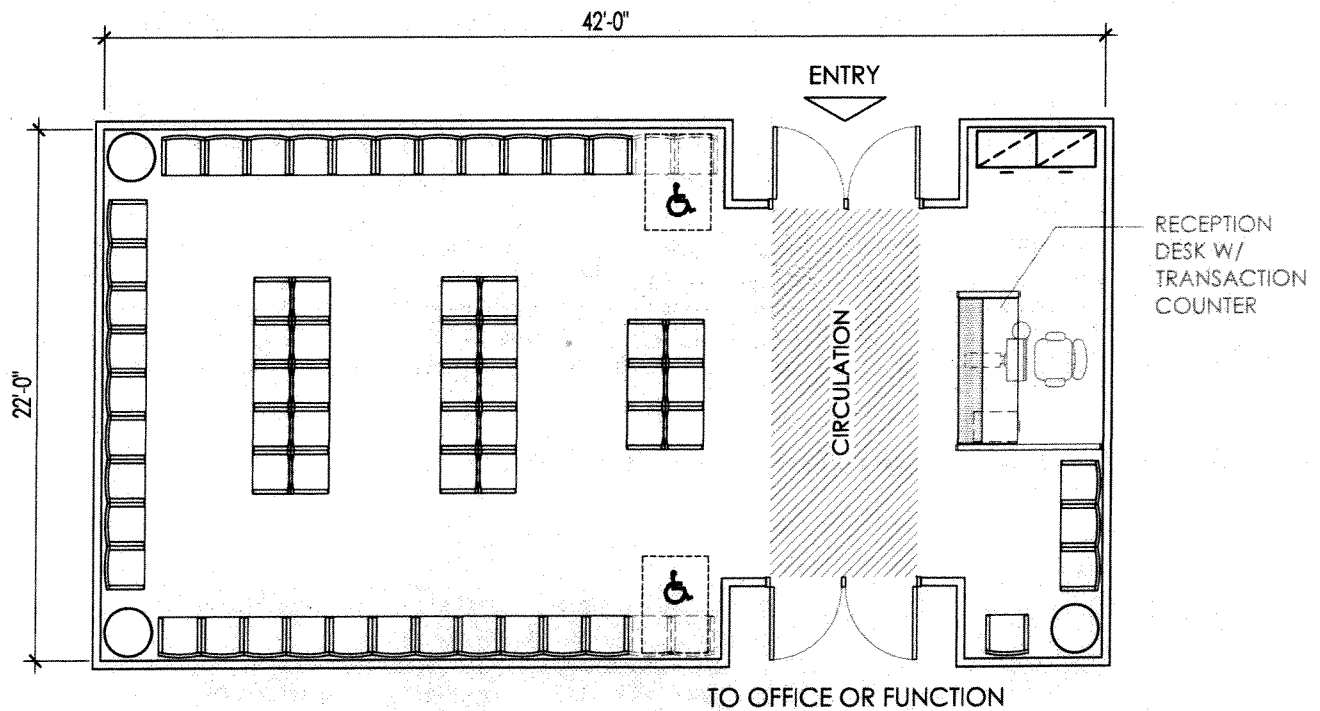 42'-0"
ENTRY
22'-0"
CIRCULATION
RECEPTION
DESK W/
TRANSACTION
COUNTER
TO OFFICE OR FUNCTION